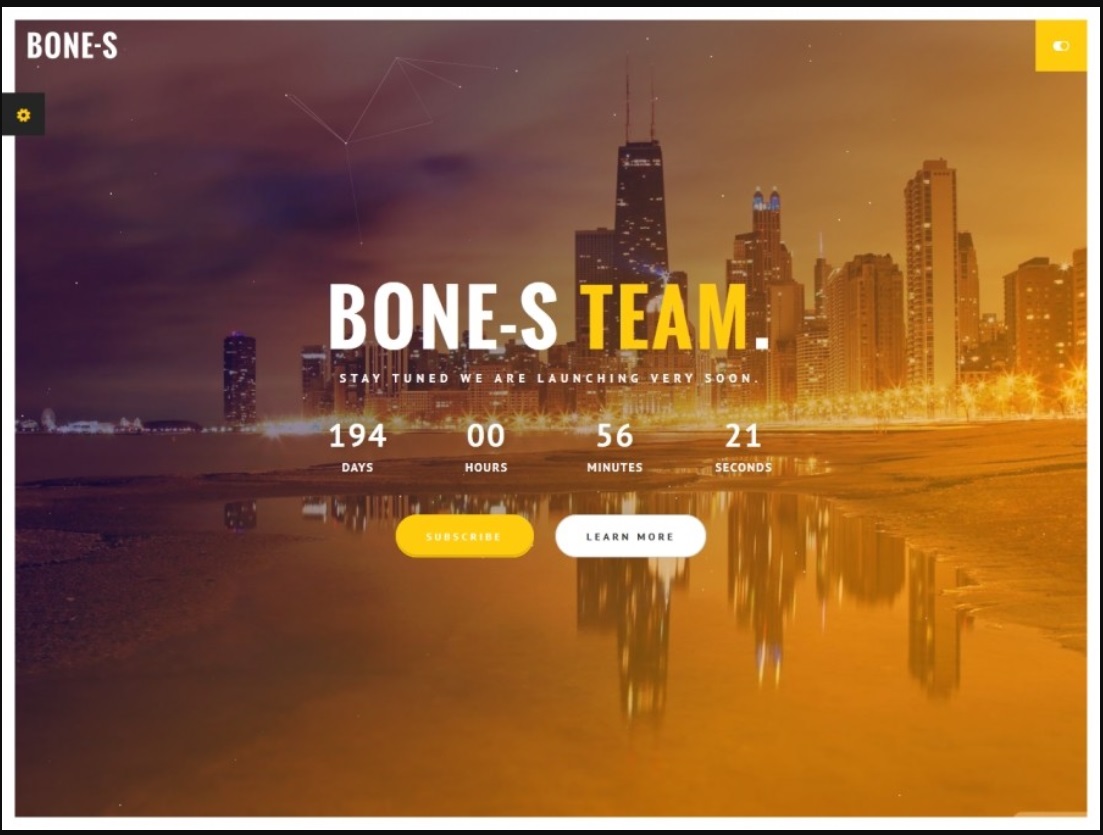 BONE-S
BONE-S TEAM.
STAY TUNED WE ARE LAUNCHING VERY SOON.
194 00 56 21
DAYS HOURS MINUTES SECONDS
SUBSCRIBE LEARN MORE